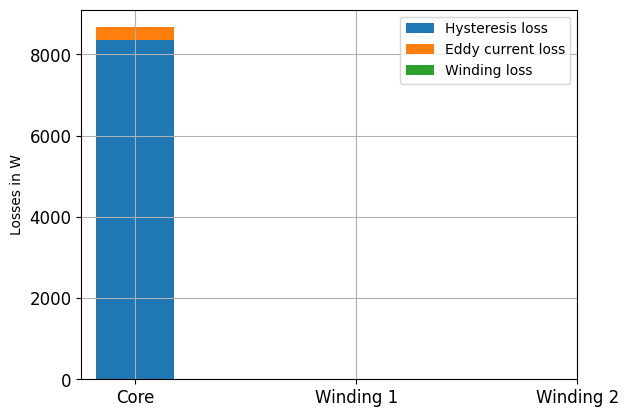 Hysteresis loss
Eddy current loss
Winding loss
Losses in W
8000
6000
4000
2000
0
Core
Winding 1
Winding 2